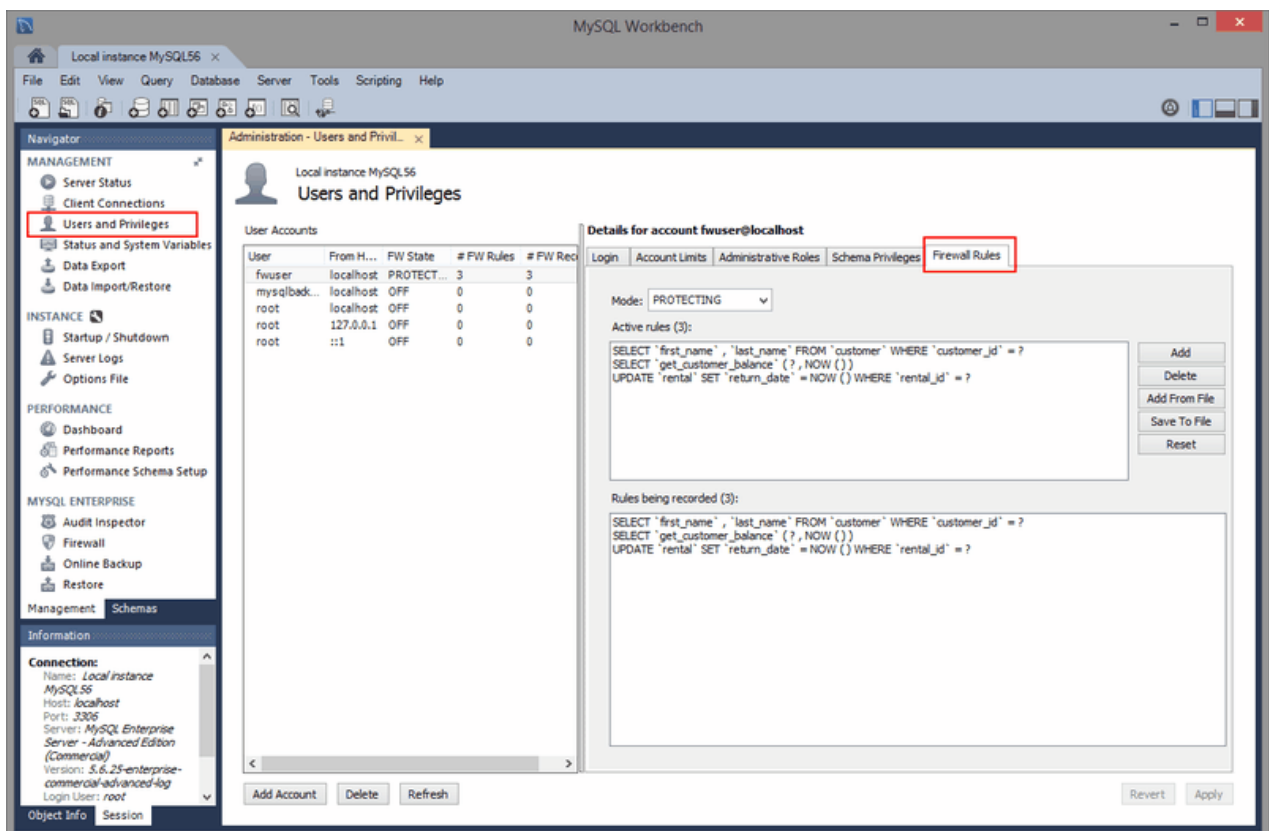 MySQL Workbench
Local instance MySQL56
File Edit View Query Database Server Tools Scripting Help
Navigator
MANAGEMENT
Server Status
Client Connections
Users and Privileges
Status and System Variables
Data Export
Data Import/Restore
INSTANCE
Startup / Shutdown
Server Logs
Options File
PERFORMANCE
Dashboard
Performance Reports
Performance Schema Setup
MYSQL ENTERPRISE
Audit Inspector
Firewall
Online Backup
Restore
Management Schemas
Information
Connection:
Name: Local instance
MySQL56
Host: localhost
Port: 3306
Server: MySQL Enterprise
Server - Advanced Edition
(Commercial)
Version: 5.6.25-enterprise-
commercial-advanced-log
Login User: root
Object Info Session
Administration - Users and Privil...
Local instance MySQL56
Users and Privileges
User Accounts
User From H... FW State # FW Rules # FW Rec
fwuser localhost PROTECT... 3 3
mysqlback... localhost OFF 0 0
root localhost OFF 0 0
root 127.0.0.1 OFF 0 0
root ::1 OFF 0 0
Add Account Delete Refresh
Details for account fwuser@localhost
Login Account Limits Administrative Roles Schema Privileges Firewall Rules
Mode: PROTECTING
Active rules (3):
SELECT `first_name` , `last_name` FROM `customer` WHERE `customer_id` = ?
SELECT `get_customer_balance` ( ? , NOW ( ) )
UPDATE `rental` SET `return_date` = NOW ( ) WHERE `rental_id` = ?
Add
Delete
Add From File
Save To File
Reset
Rules being recorded (3):
SELECT `first_name` , `last_name` FROM `customer` WHERE `customer_id` = ?
SELECT `get_customer_balance` ( ? , NOW ( ) )
UPDATE `rental` SET `return_date` = NOW ( ) WHERE `rental_id` = ?
Revert Apply